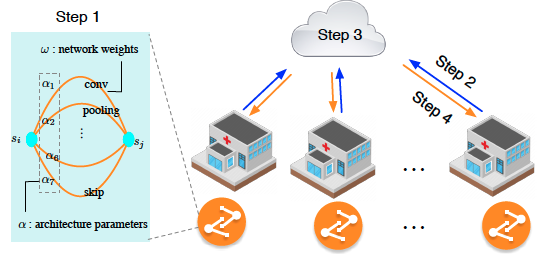 Step 1
ω : network weights
α1
conv
α2
pooling
⋮
si
sj
α6
α7
skip
α : architecture parameters
Step 3
Step 2
Step 4
...
...